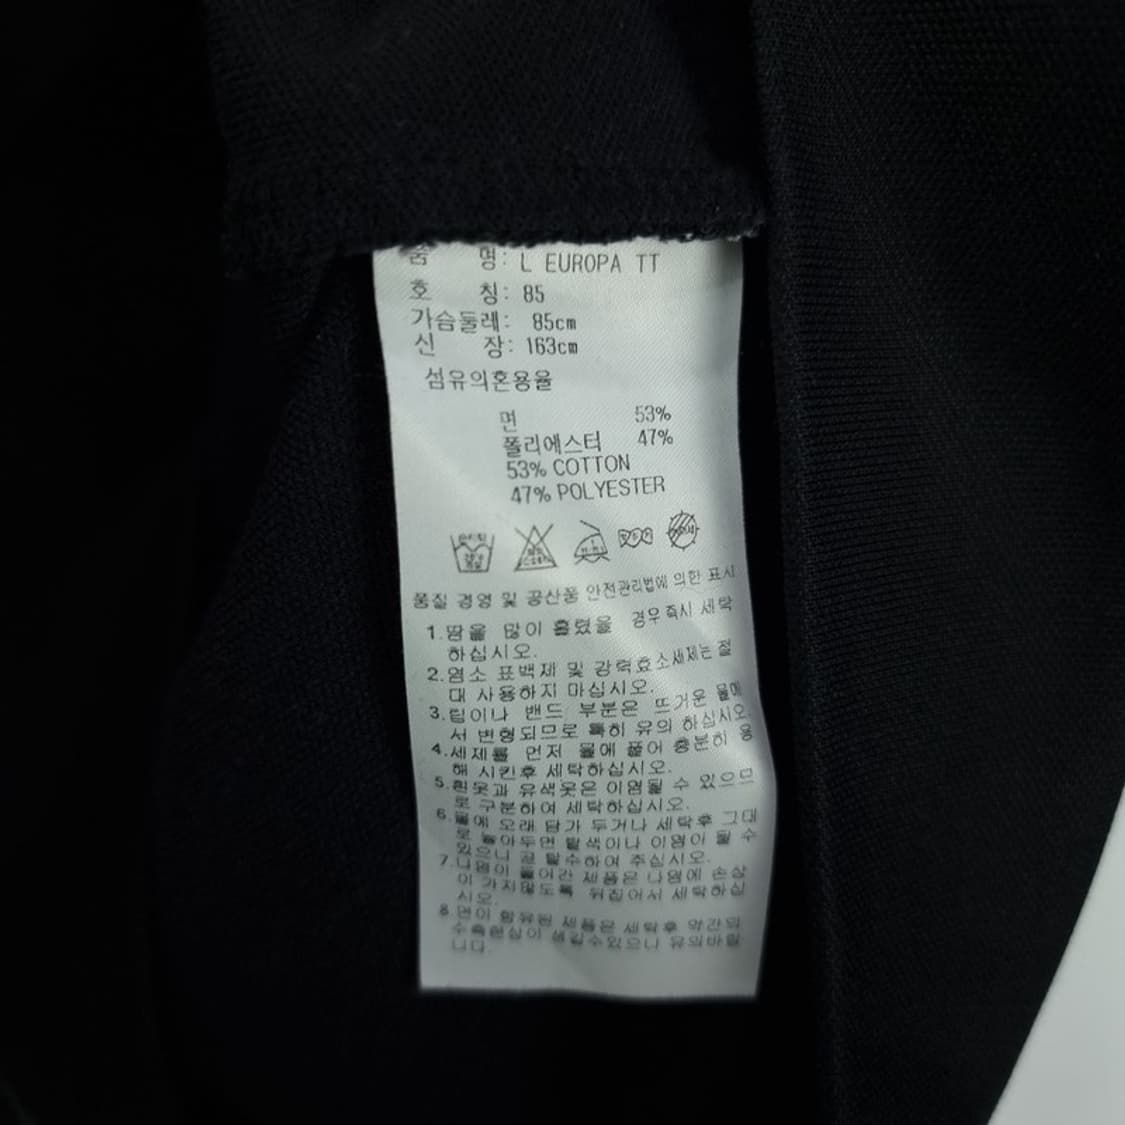 품 명: L EUROPA TT
호 칭: 85
가슴둘레: 85cm
신 장: 163cm
섬유의혼용율
면 53%
폴리에스터 47%
53% COTTON
47% POLYESTER
품질 경영 및 공산품 안전관리법에 의한 표시
1.땀을 많이 흘렸을 경우 즉시 세탁
하십시오.
2.염소 표백제 및 강력효소세제는 절
대 사용하지 마십시오.
3.립이나 밴드 부분은 뜨거운 물에
서 변형되므로 특히 유의 하십시오
4.세제를 먼저 물에 풀어 충분히 용
해 시킨후 세탁하십시오.
5.흰옷과 유색옷은 이염될 수 있으므
로 구분하여 세탁하십시오.
6.물에 오래 담가 두거나 세탁후 그대
로 놓아두면 탈색이나 이염이 될 수
있으니 곧 탈수하여 주십시오.
7.나염이 들어간 제품은 나염에 손상
이 가지않도록 뒤집어서 세탁하십
시오.
8.면이 함유된 제품은 세탁후 약간의
수축현상이 생길수있으니 유의바랍
니다.